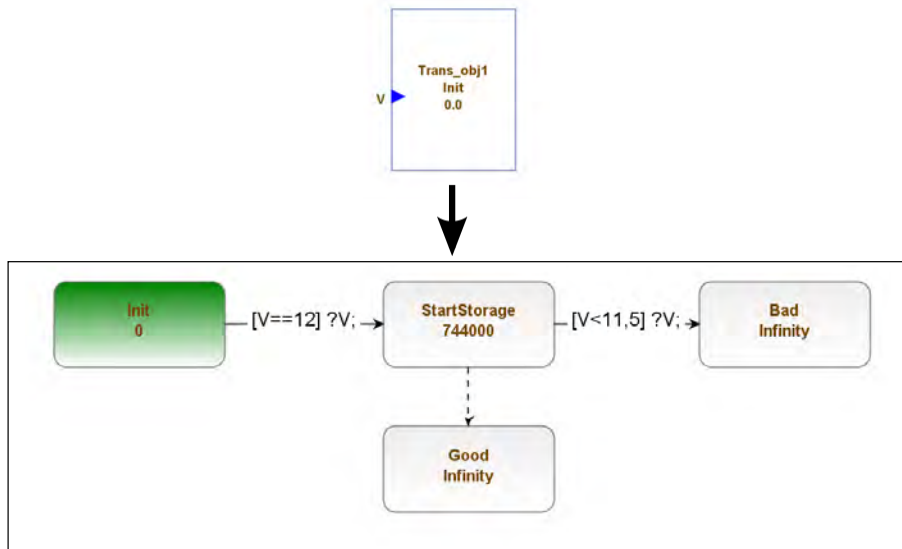 Trans_obj1
Init
V
0.0
Init
0
[V==12] ?V;
StartStorage
744000
[V<11,5] ?V;
Bad
Infinity
Good
Infinity